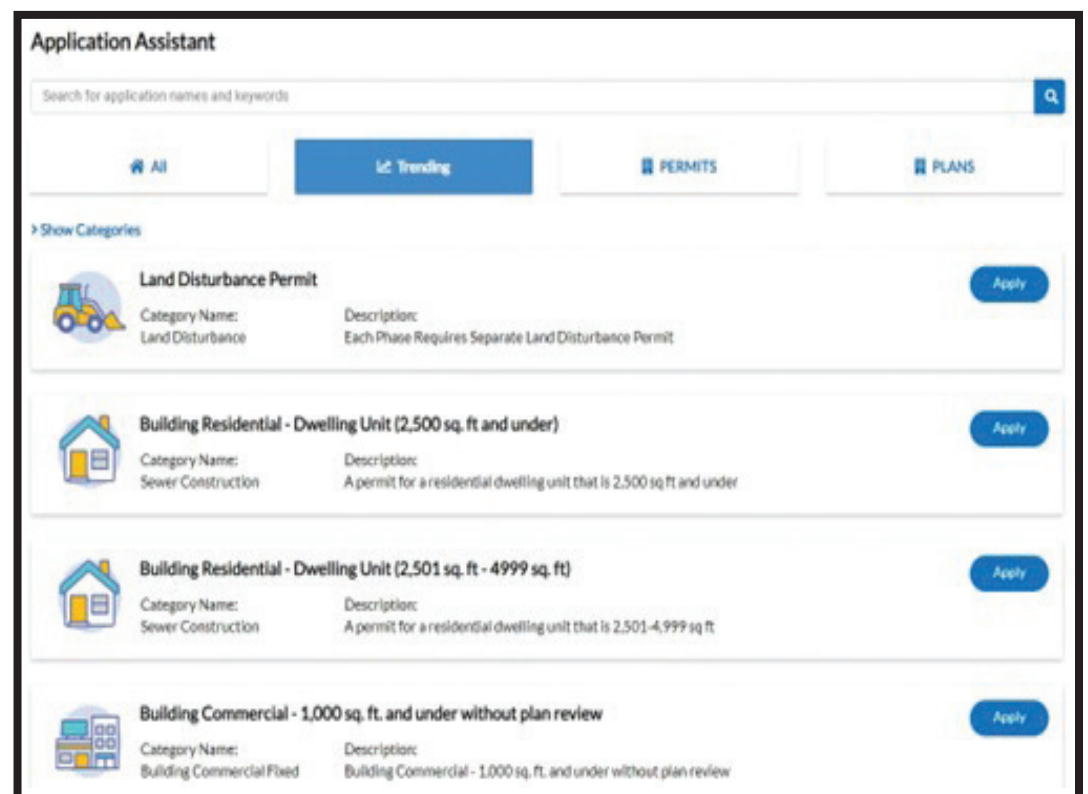 Application Assistant
Search for application names and keywords
All
Trending
PERMITS
PLANS
Show Categories
Land Disturbance Permit
Apply
Category Name:
Description:
Land Disturbance
Each Phase Requires Separate Land Disturbance Permit
Building Residential - Dwelling Unit (2,500 sq. ft and under)
Apply
Category Name:
Description:
Sewer Construction
A permit for a residential dwelling unit that is 2,500 sq ft and under
Building Residential - Dwelling Unit (2,501 sq. ft - 4999 sq. ft)
Apply
Category Name:
Description:
Sewer Construction
A permit for a residential dwelling unit that is 2,501-4,999 sq ft
Building Commercial - 1,000 sq. ft. and under without plan review
Apply
Category Name:
Description:
Building Commercial Fixed
Building Commercial - 1,000 sq. ft. and under without plan review